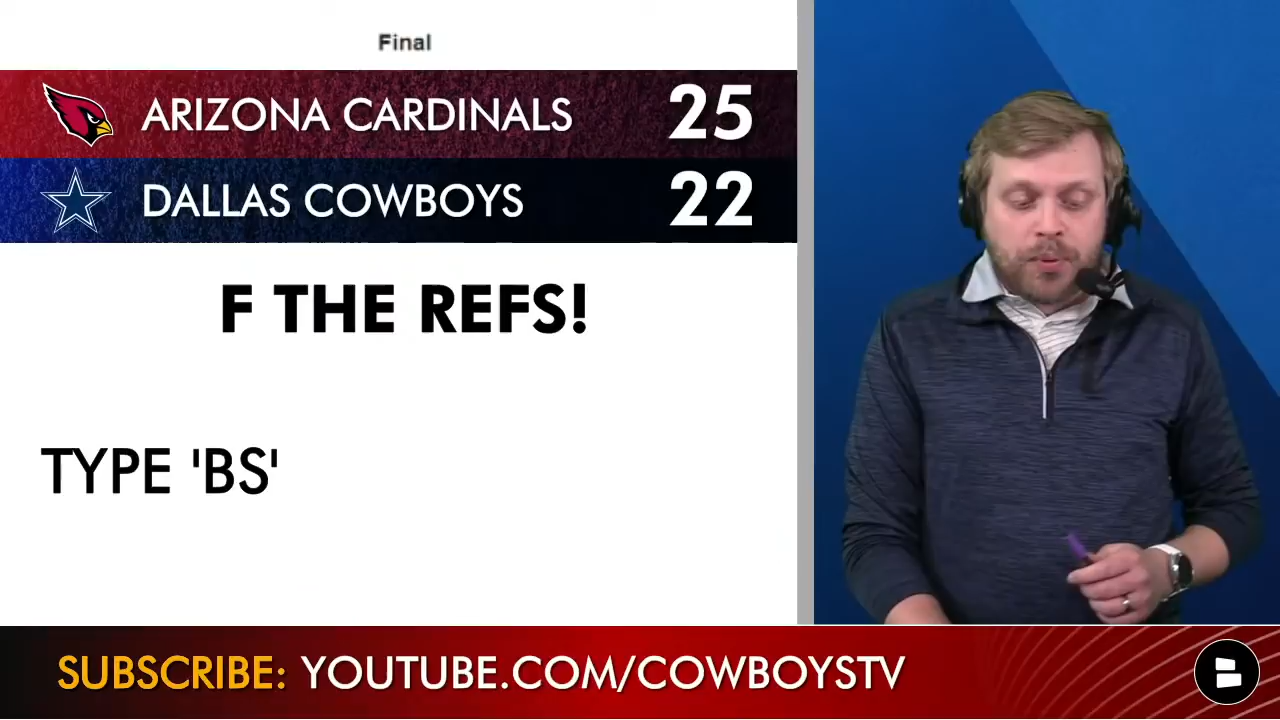 Final
ARIZONA CARDINALS 25
DALLAS COWBOYS 22
F THE REFS!
TYPE 'BS'
SUBSCRIBE: YOUTUBE.COM/COWBOYSTV